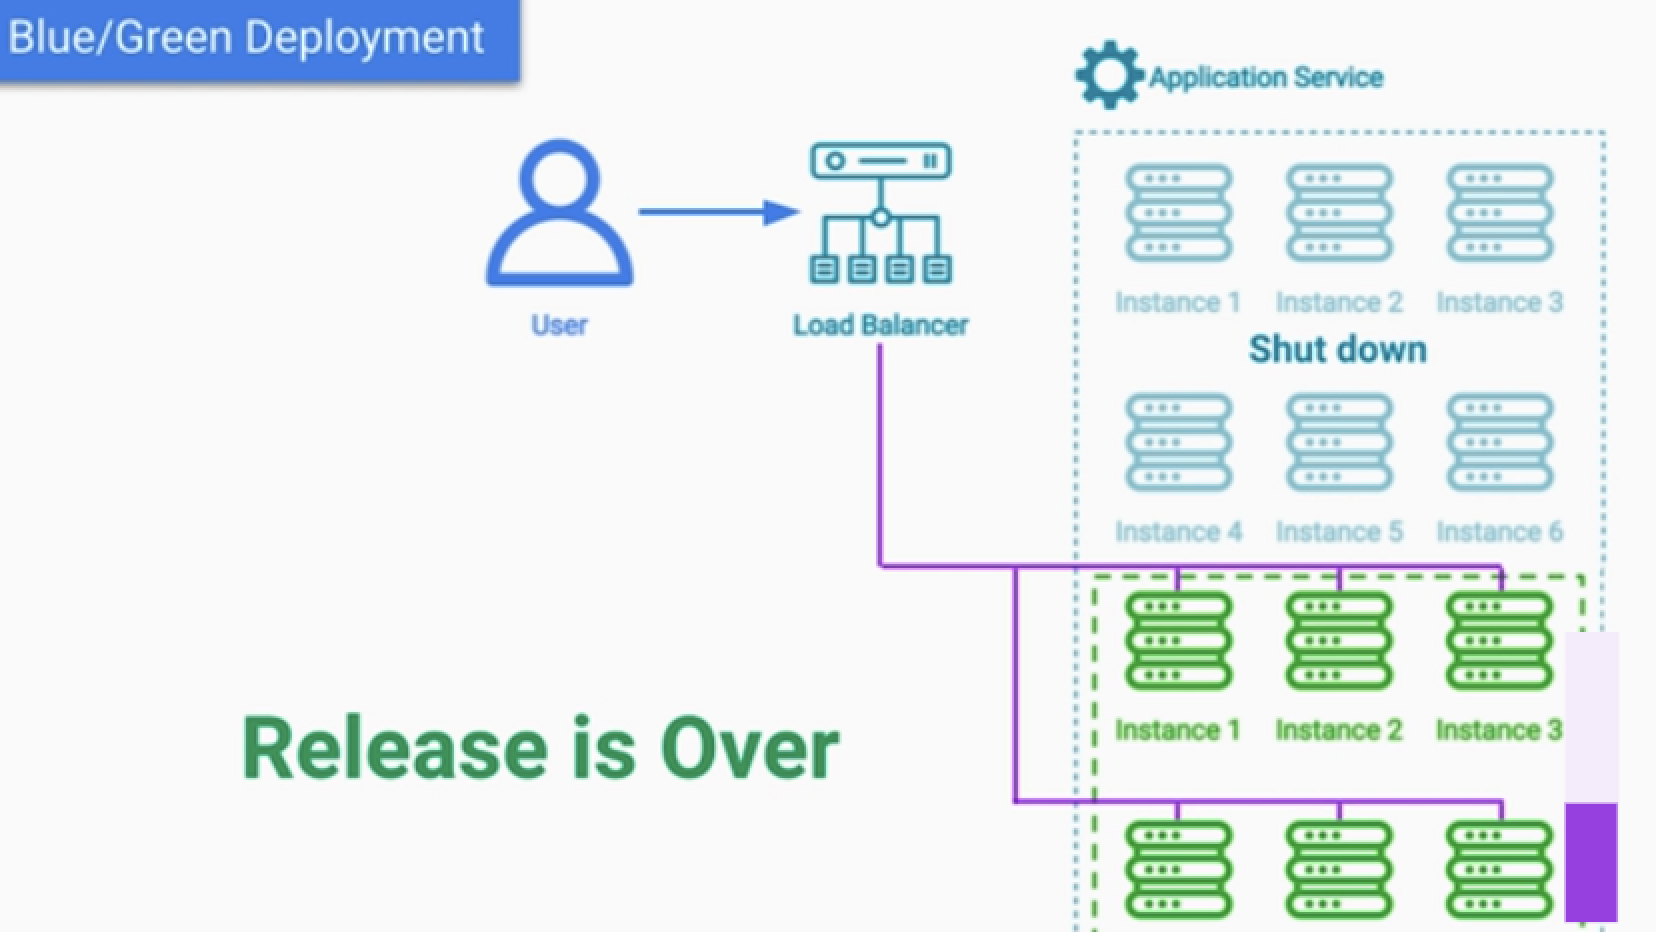 Blue/Green Deployment
Application Service
Instance 1 Instance 2 Instance 3
User
Load Balancer
Shut down
Instance 4 Instance 5 Instance 6
Instance 1 Instance 2 Instance 3
Release is Over